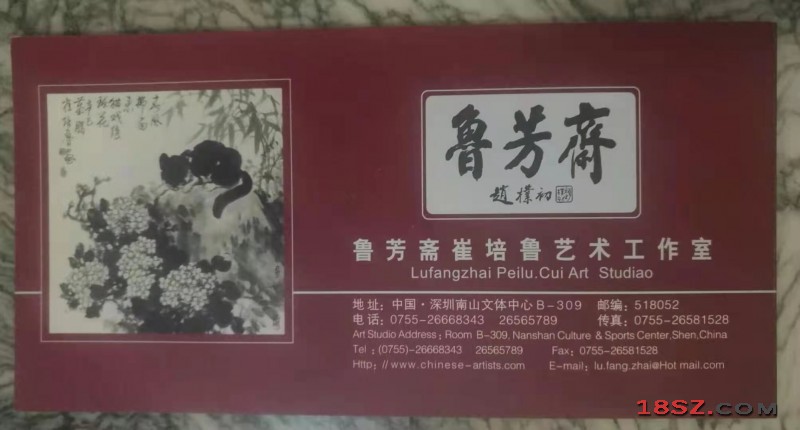 魯芳齋
趙樸初
鲁芳斋崔培鲁艺术工作室
Lufangzhai Peilu.Cui Art Studiao
地址:中国·深圳南山文体中心B-309 邮编:518052
电话:0755-26668343 26565789 传真:0755-26581528
Art Studio Address; Room B-309, Nanshan Culture & Sports Center,Shen,China
Tel ; (0755)-26668343 26565789 Fax; 0755-26581528
Http; // www.chinese-artists.com E-mail; lu.fang.zhai@Hot mail.com
18SZ.COM